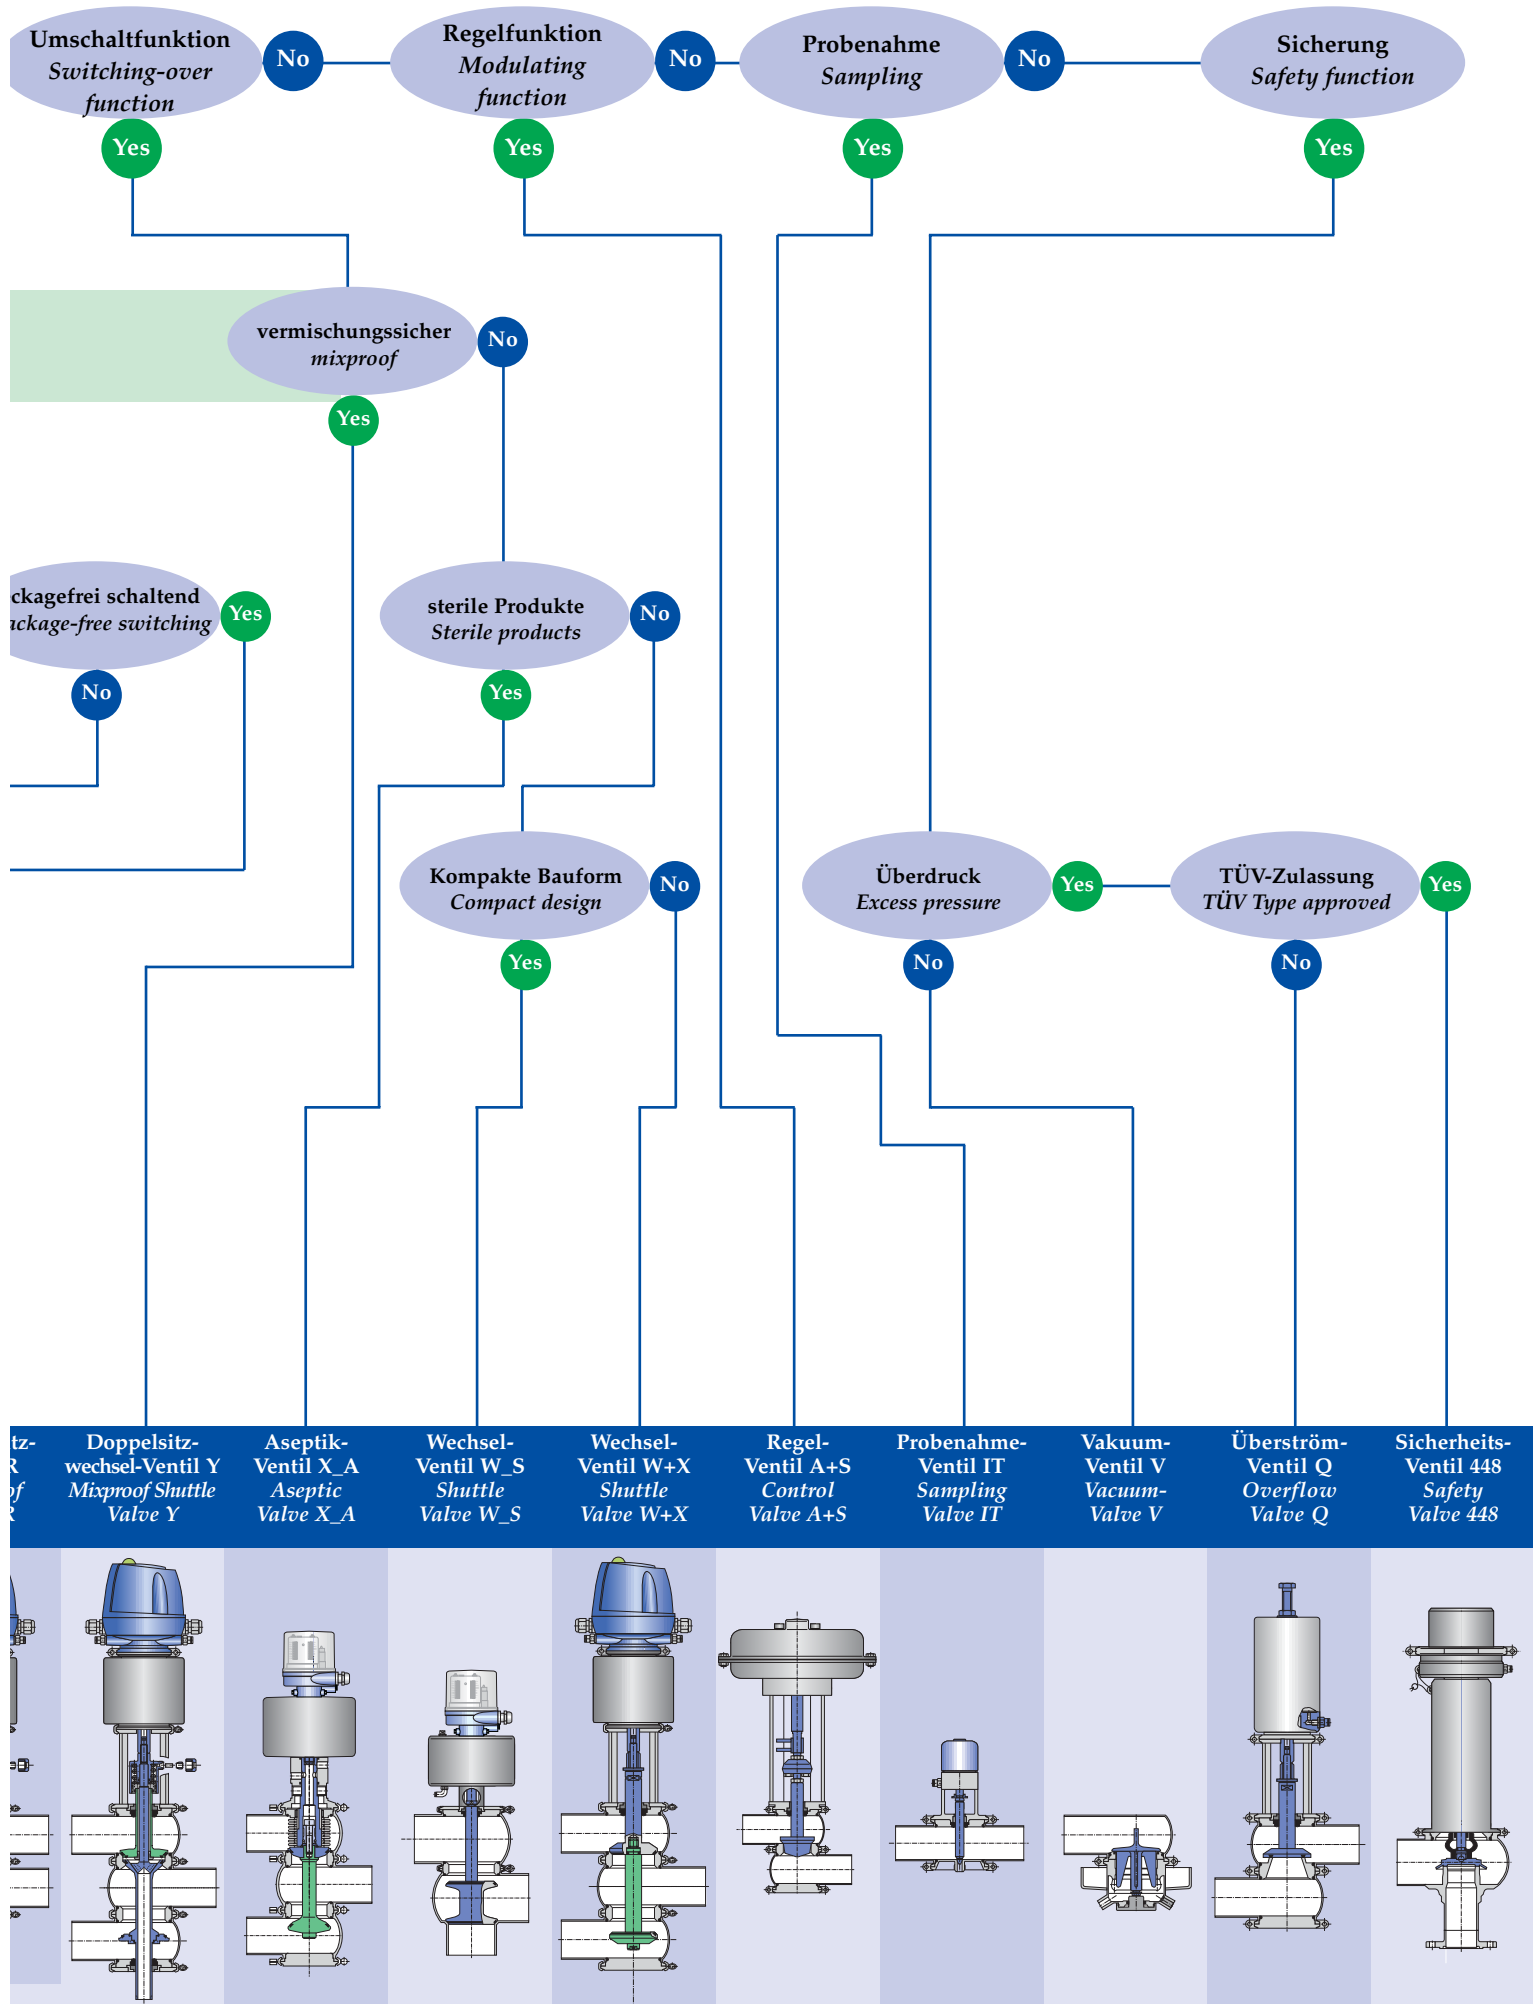 Umschaltfunktion
Switching-over
function
No
Regelfunktion
Modulating
function
No
Probenahme
Sampling
No
Sicherung
Safety function
Yes
Yes
Yes
Yes
vermischungssicher
mixproof
No
Yes
ckagefrei schaltend
ackage-free switching
Yes
No
sterile Produkte
Sterile products
No
Yes
Kompakte Bauform
Compact design
No
Yes
Überdruck
Excess pressure
Yes
No
TÜV-Zulassung
TÜV Type approved
Yes
No
tz-
R
of
R
Doppelsitz-
wechsel-Ventil Y
Mixproof Shuttle
Valve Y
Aseptik-
Ventil X_A
Aseptic
Valve X_A
Wechsel-
Ventil W_S
Shuttle
Valve W_S
Wechsel-
Ventil W+X
Shuttle
Valve W+X
Regel-
Ventil A+S
Control
Valve A+S
Probenahme-
Ventil IT
Sampling
Valve IT
Vakuum-
Ventil V
Vacuum-
Valve V
Überström-
Ventil Q
Overflow
Valve Q
Sicherheits-
Ventil 448
Safety
Valve 448